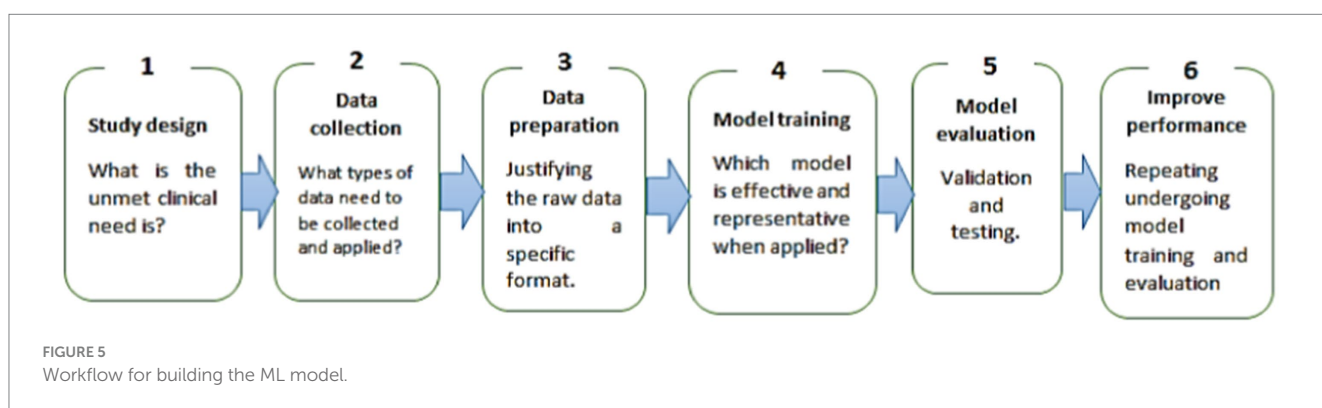 1
Study design
What is the
unmet clinical
need is?
2
Data
collection
What types of
data need to
be collected
and applied?
3
Data
preparation
Justifying
the raw data
into a
specific
format.
4
Model training
Which model
is effective and
representative
when applied?
5
Model
evaluation
Validation
and
testing.
6
Improve
performance
Repeating
undergoing
model
training and
evaluation
FIGURE 5
Workflow for building the ML model.